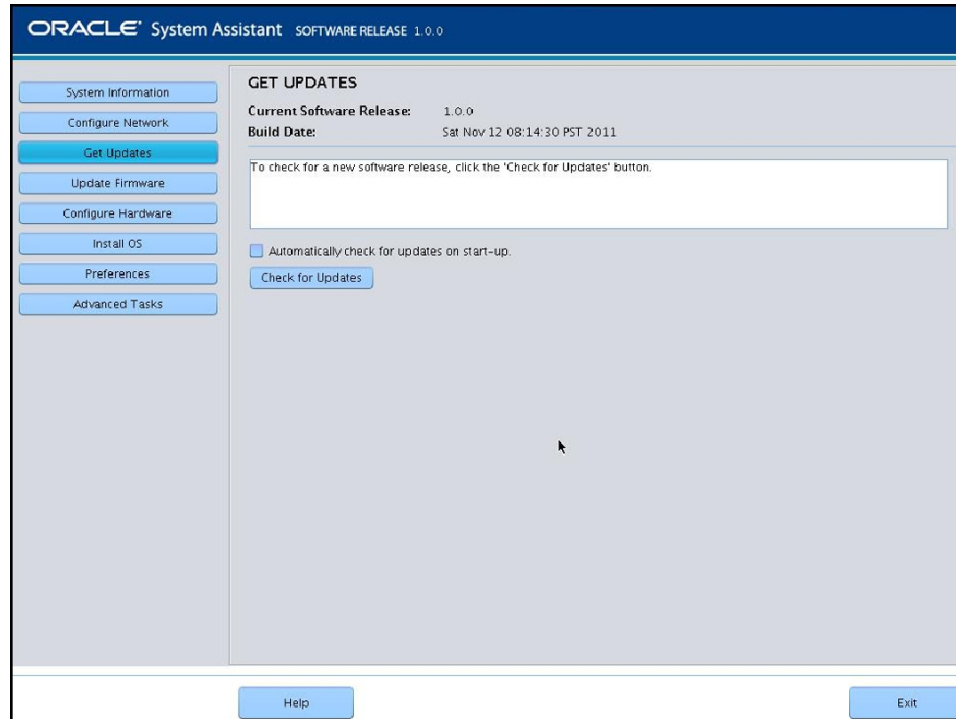 ORACLE® System Assistant SOFTWARE RELEASE 1.0.0
System Information
Configure Network
Get Updates
Update Firmware
Configure Hardware
Install OS
Preferences
Advanced Tasks
GET UPDATES
Current Software Release: 1.0.0
Build Date: Sat Nov 12 08:14:30 PST 2011
To check for a new software release, click the 'Check for Updates' button.
Automatically check for updates on start-up.
Check for Updates
Help
Exit